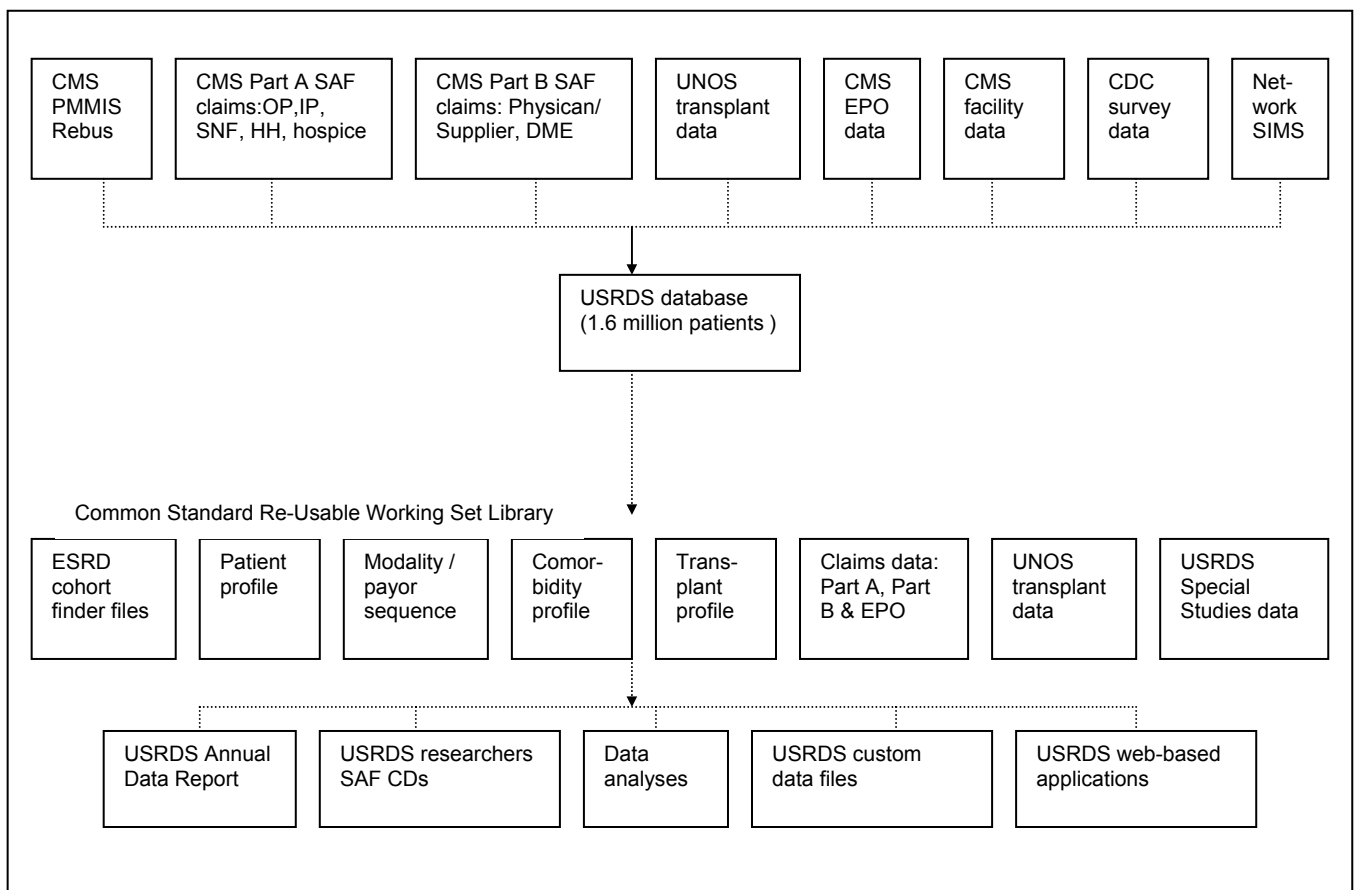 CMS
PMMIS
Rebus
CMS Part A SAF
claims:OP,IP,
SNF, HH, hospice
CMS Part B SAF
claims: Physican/
Supplier, DME
UNOS
transplant
data
CMS
EPO
data
CMS
facility
data
CDC
survey
data
Net-
work
SIMS
USRDS database
(1.6 million patients )
Common Standard Re-Usable Working Set Library
ESRD
cohort
finder files
Patient
profile
Modality /
payor
sequence
Comor-
bidity
profile
Trans-
plant
profile
Claims data:
Part A, Part
B & EPO
UNOS
transplant
data
USRDS
Special
Studies data
USRDS Annual
Data Report
USRDS researchers
SAF CDs
Data
analyses
USRDS custom
data files
USRDS web-based
applications